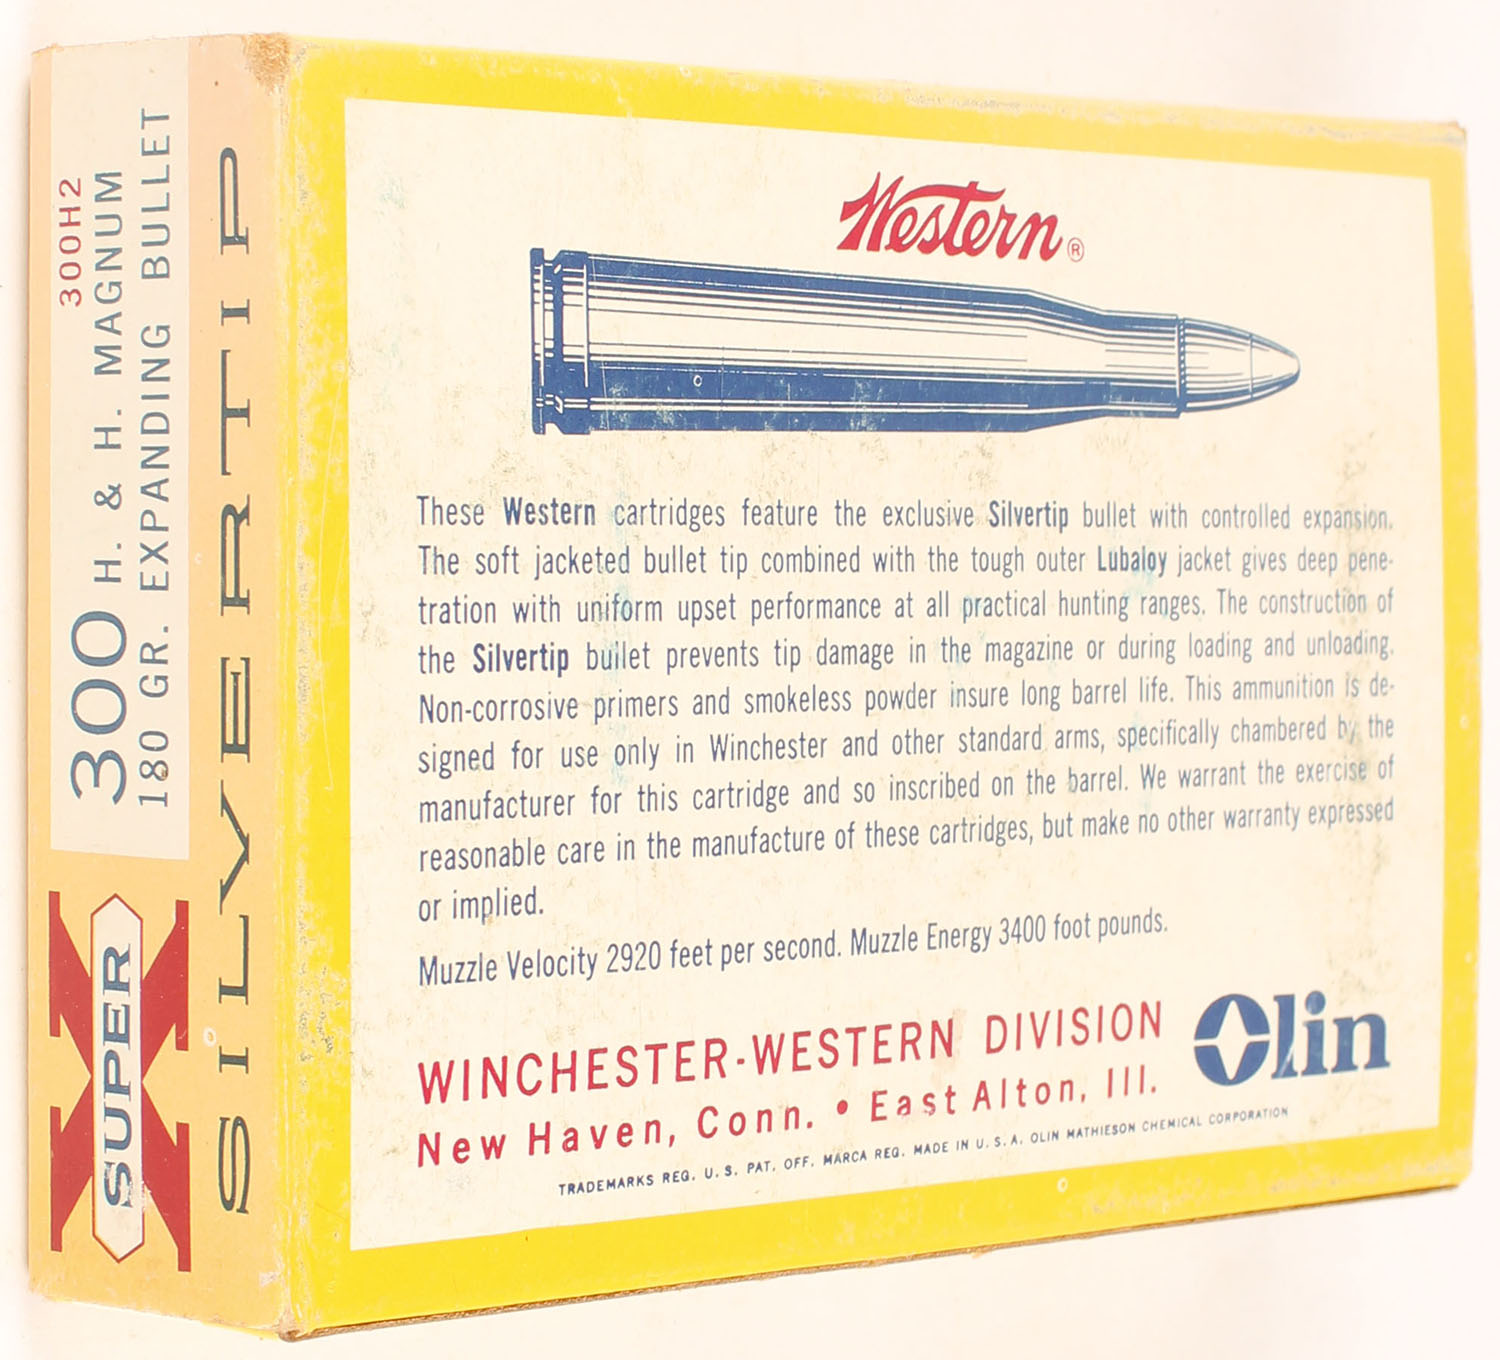 300H2
300 H. & H. MAGNUM
180 GR. EXPANDING BULLET
SUPER X
SILVERTIP
Western®
These Western cartridges feature the exclusive Silvertip bullet with controlled expansion.
The soft jacketed bullet tip combined with the tough outer Lubaloy jacket gives deep pene-
tration with uniform upset performance at all practical hunting ranges. The construction of
the Silvertip bullet prevents tip damage in the magazine or during loading and unloading.
Non-corrosive primers and smokeless powder insure long barrel life. This ammunition is de-
signed for use only in Winchester and other standard arms, specifically chambered by the
manufacturer for this cartridge and so inscribed on the barrel. We warrant the exercise of
reasonable care in the manufacture of these cartridges, but make no other warranty expressed
or implied.
Muzzle Velocity 2920 feet per second. Muzzle Energy 3400 foot pounds.
WINCHESTER-WESTERN DIVISION
New Haven, Conn. • East Alton, Ill.
Olin
TRADEMARKS REG. U.S. PAT. OFF. MARCA REG. MADE IN U.S.A. OLIN MATHIESON CHEMICAL CORPORATION